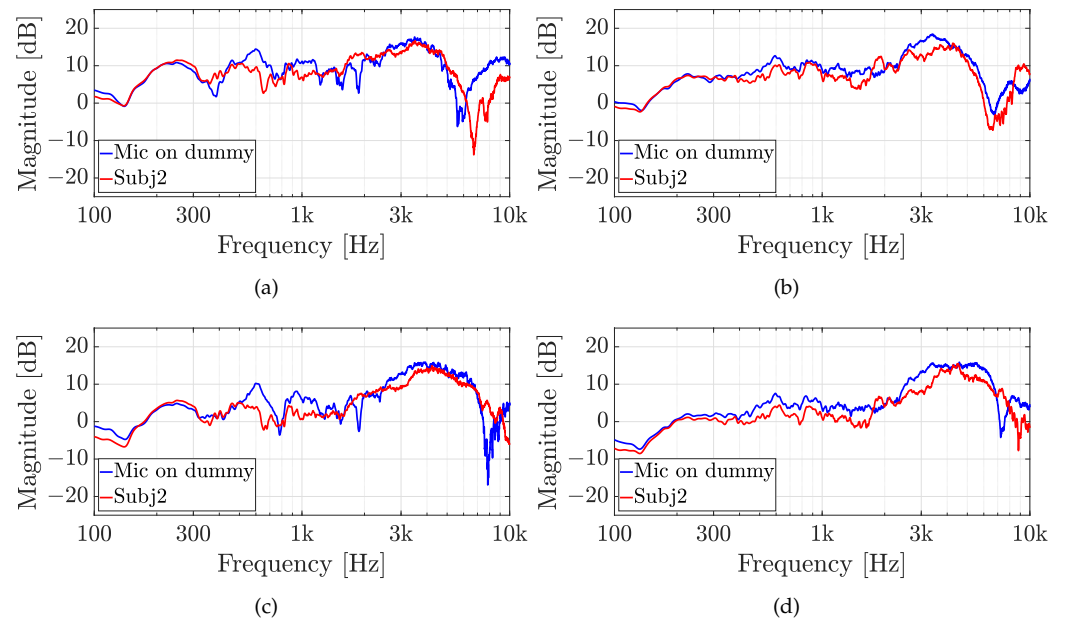 20
10
0
−10
−20
Magnitude [dB]
Mic on dummy
Subj2
100 300 1k 3k 10k
Frequency [Hz]
(a)
20
10
0
−10
−20
Magnitude [dB]
Mic on dummy
Subj2
100 300 1k 3k 10k
Frequency [Hz]
(b)
20
10
0
−10
−20
Magnitude [dB]
Mic on dummy
Subj2
100 300 1k 3k 10k
Frequency [Hz]
(c)
20
10
0
−10
−20
Magnitude [dB]
Mic on dummy
Subj2
100 300 1k 3k 10k
Frequency [Hz]
(d)